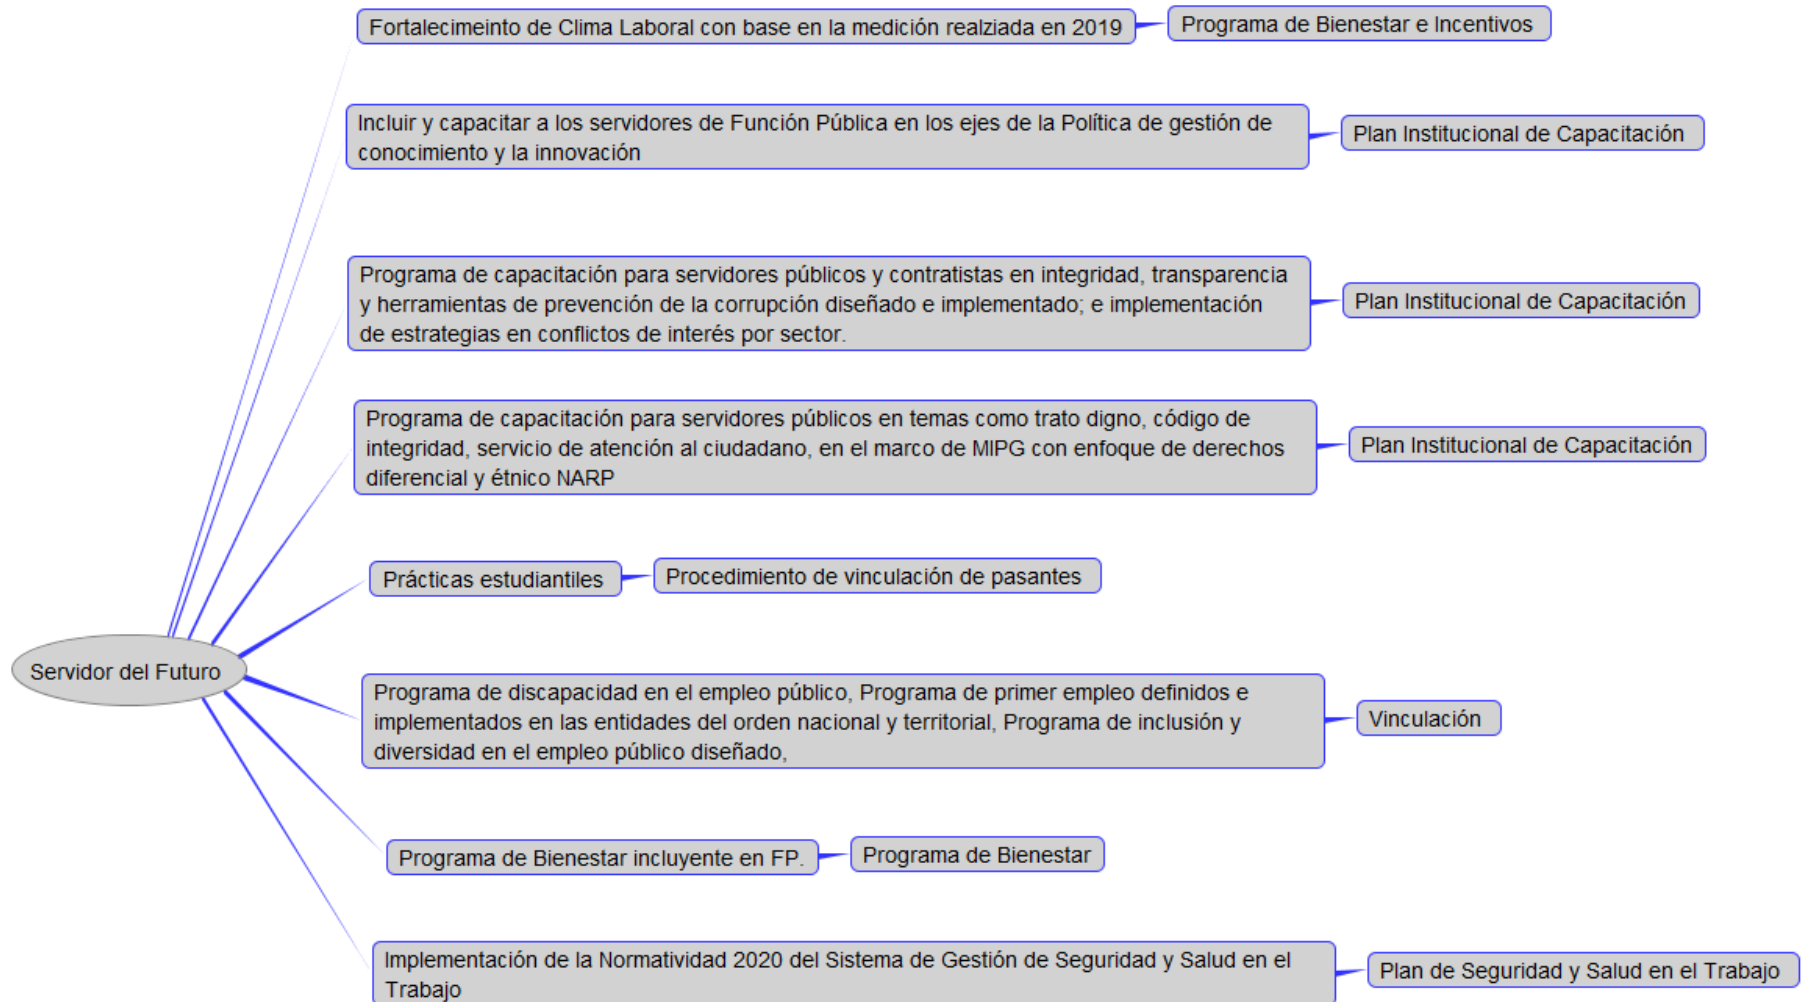 Fortalecimeinto de Clima Laboral con base en la medición realziada en 2019
Programa de Bienestar e Incentivos
Incluir y capacitar a los servidores de Función Pública en los ejes de la Política de gestión de
conocimiento y la innovación
Plan Institucional de Capacitación
Programa de capacitación para servidores públicos y contratistas en integridad, transparencia
y herramientas de prevención de la corrupción diseñado e implementado; e implementación
de estrategias en conflictos de interés por sector.
Plan Institucional de Capacitación
Programa de capacitación para servidores públicos en temas como trato digno, código de
integridad, servicio de atención al ciudadano, en el marco de MIPG con enfoque de derechos
diferencial y étnico NARP
Plan Institucional de Capacitación
Prácticas estudiantiles
Procedimiento de vinculación de pasantes
Servidor del Futuro
Programa de discapacidad en el empleo público, Programa de primer empleo definidos e
implementados en las entidades del orden nacional y territorial, Programa de inclusión y
diversidad en el empleo público diseñado,
Vinculación
Programa de Bienestar incluyente en FP.
Programa de Bienestar
Implementación de la Normatividad 2020 del Sistema de Gestión de Seguridad y Salud en el
Trabajo
Plan de Seguridad y Salud en el Trabajo